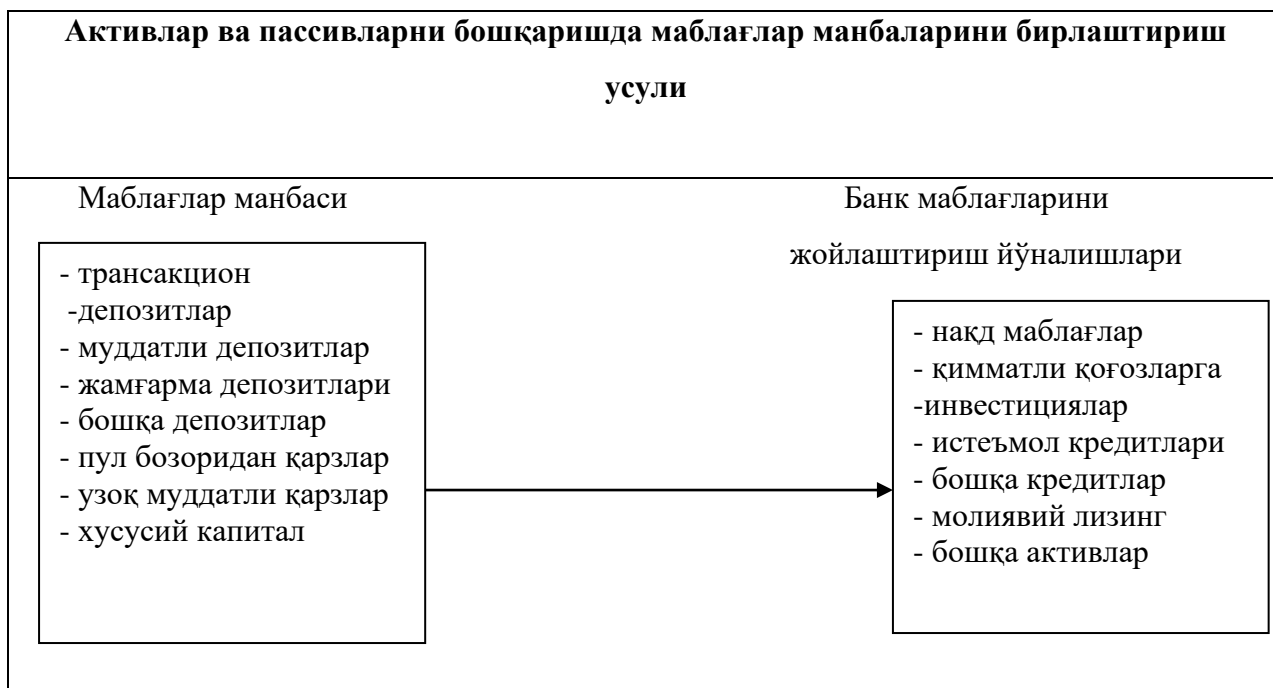 Активлар ва пассивларни бошқаришда маблағлар манбаларини бирлаштириш
усули
Маблағлар манбаси
- трансакцион
-депозитлар
- муддатли депозитлар
- жамғарма депозитлари
- бошқа депозитлар
- пул бозоридан қарзлар
- узоқ муддатли қарзлар
- хусусий капитал
Банк маблағларини
жойлаштириш йўналишлари
- нақд маблағлар
- қимматли қоғозларга
-инвестициялар
- истеъмол кредитлари
- бошқа кредитлар
- молиявий лизинг
- бошқа активлар